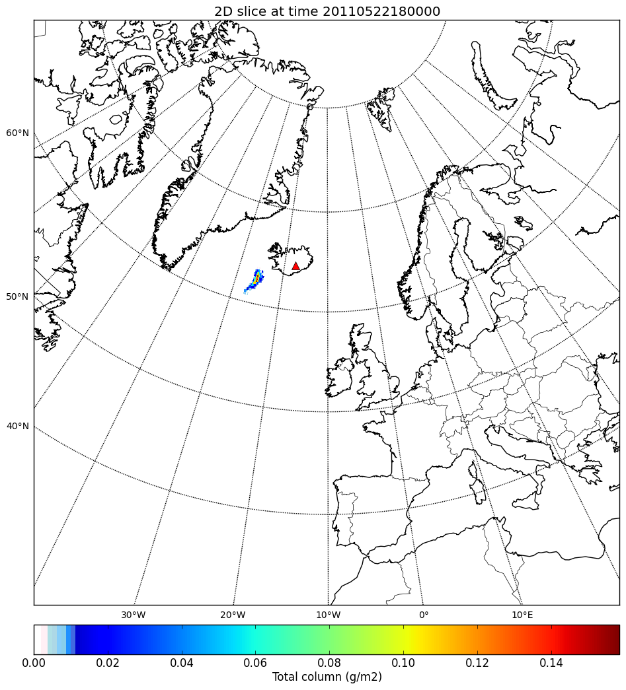 2D slice at time 20110522180000
60°N
50°N
40°N
30°W 20°W 10°W 0° 10°E
0.00 0.02 0.04 0.06 0.08 0.10 0.12 0.14
Total column (g/m2)